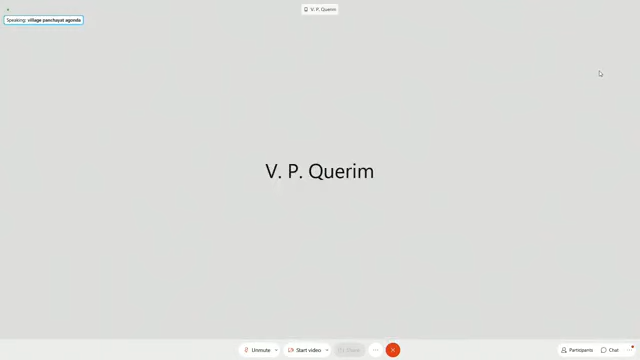 V. P. Querim
Speaking: village panchayat agonda
V. P. Querim
Unmute
Start video
Share
Participants
Chat